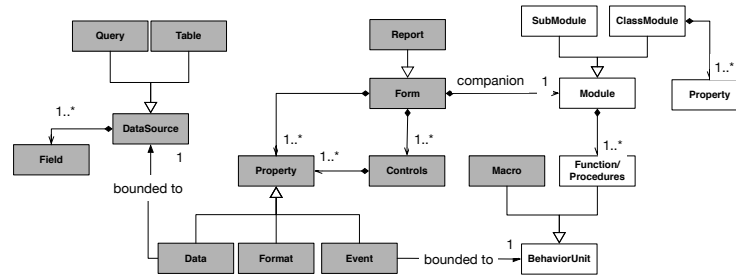 Query
Table
Report
SubModule
ClassModule
1..*
DataSource
1
Field
bounded to
Form
companion
1
Module
1..*
Property
1..*
1..*
1..*
1..*
Property
Controls
Macro
Function/
Procedures
Data
Format
Event
bounded to
1
BehaviorUnit